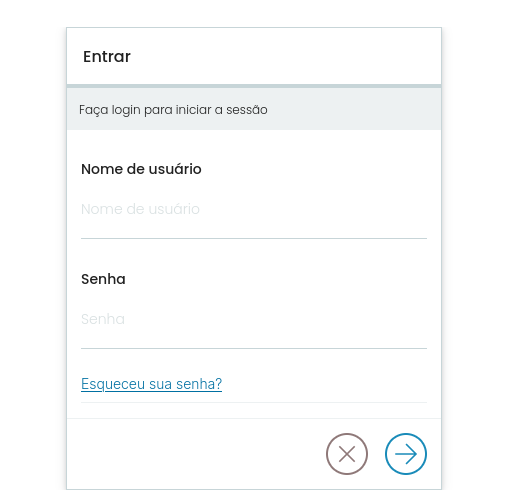 Entrar
Faça login para iniciar a sessão
Nome de usuário
Nome de usuário
Senha
Senha
Esqueceu sua senha?